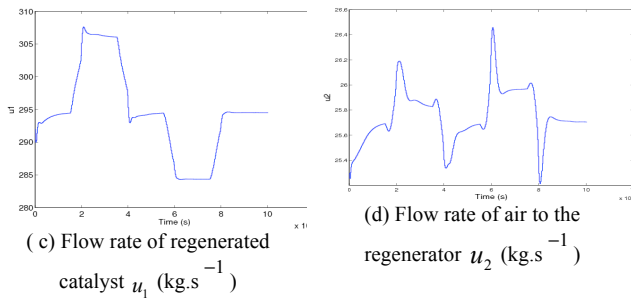 310
305
300
295
290
285
280
u1
0
2
4
6
8
10
Time (s)
x 10
( c) Flow rate of regenerated
catalyst u₁ (kg.s⁻¹)
26.6
26.4
26.2
26
25.8
25.6
25.4
u2
0
2
4
6
8
10
Time (s)
x 10
(d) Flow rate of air to the
regenerator u₂ (kg.s⁻¹)